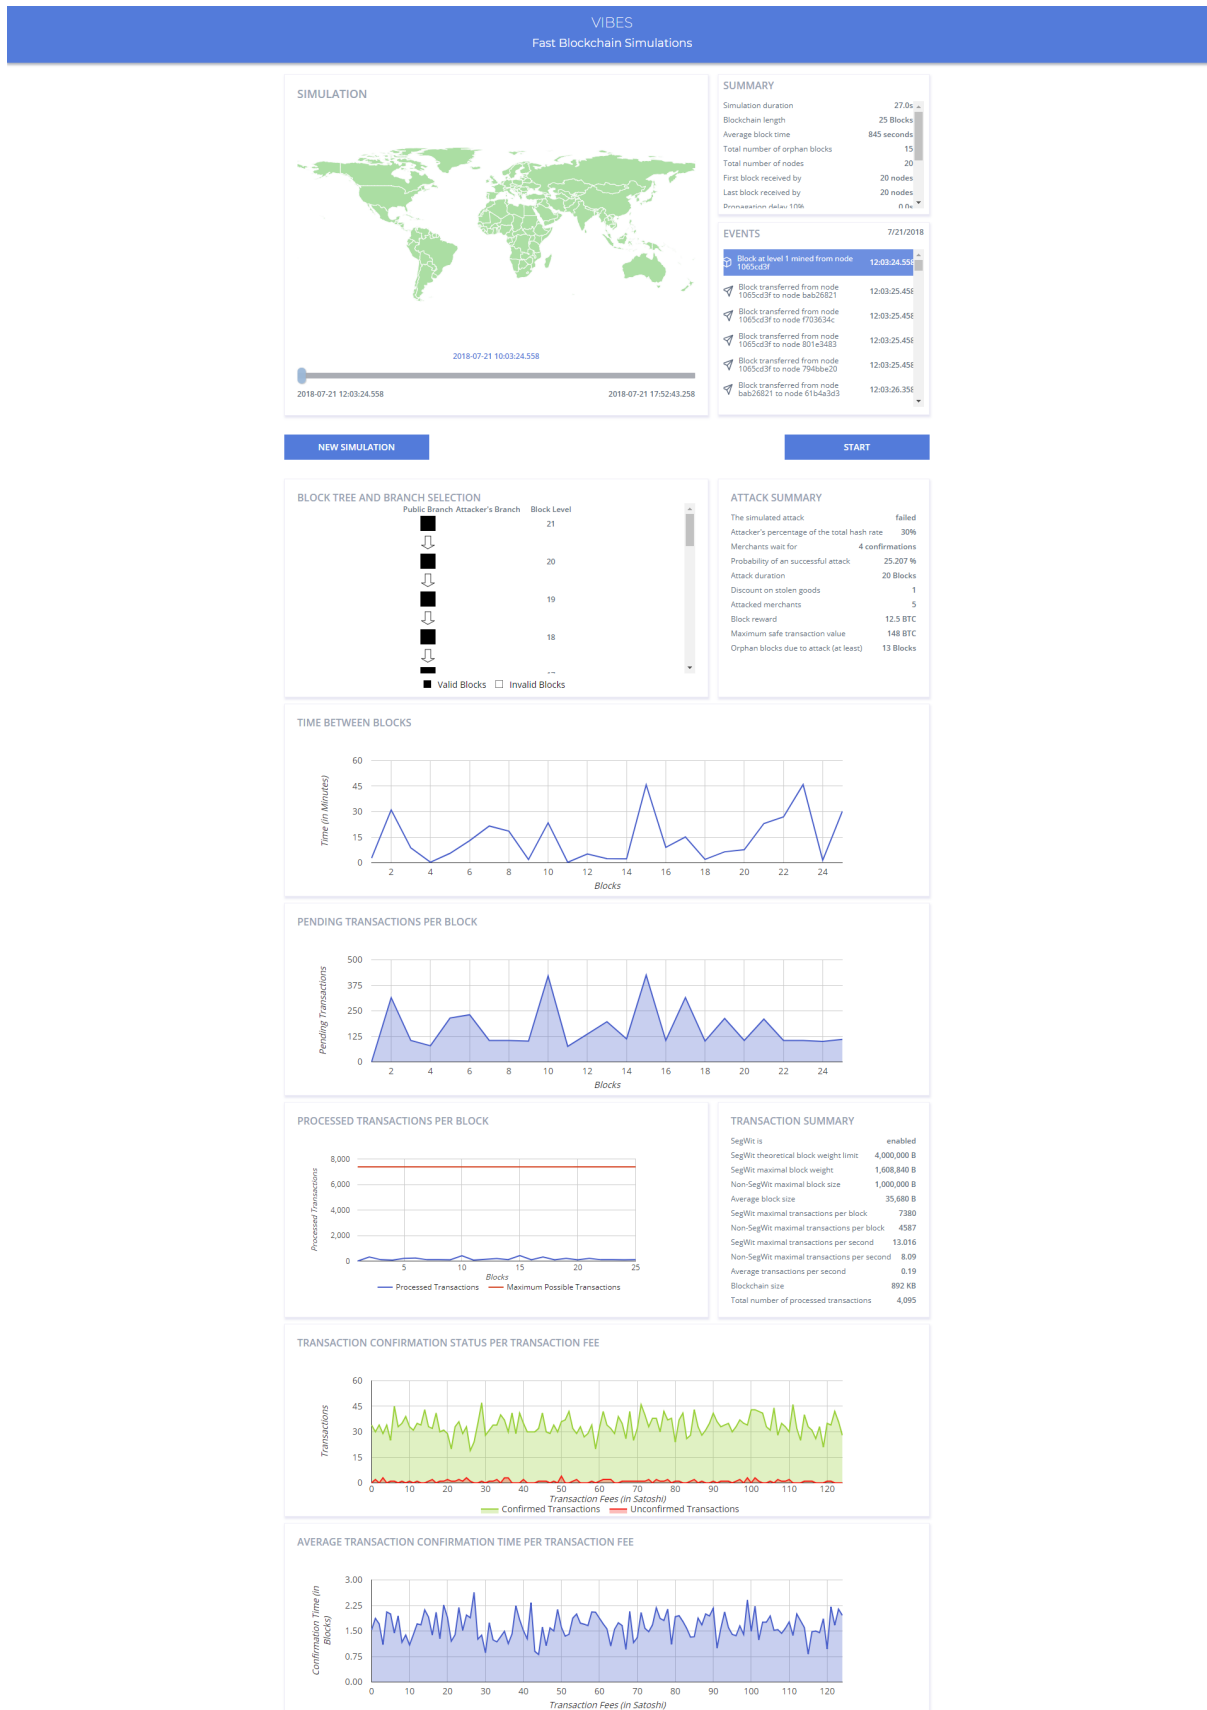 VIBES
Fast Blockchain Simulations
SIMULATION
2018-07-21 10:03:24.558
2018-07-21 12:03:24.558
2018-07-21 17:52:43.258
SUMMARY
Simulation duration 27.0s
Blockchain length 25 Blocks
Average block time 845 seconds
Total number of orphan blocks 15
Total number of nodes 20
First block received by 20 nodes
Last block received by 20 nodes
Propagation delay 10% 0.0s
EVENTS 7/21/2018
Block at level 1 mined from node
1065cd3f 12:03:24.558
Block transferred from node
1065cd3f to node bab26821 12:03:25.458
Block transferred from node
1065cd3f to node f703634c 12:03:25.458
Block transferred from node
1065cd3f to node 801e3483 12:03:25.458
Block transferred from node
1065cd3f to node 794bbe20 12:03:25.458
Block transferred from node
bab26821 to node 61b4a3d3 12:03:26.358
NEW SIMULATION
START
BLOCK TREE AND BRANCH SELECTION
Public Branch Attacker's Branch Block Level
21
20
19
18
Valid Blocks Invalid Blocks
ATTACK SUMMARY
The simulated attack failed
Attacker's percentage of the total hash rate 30%
Merchants wait for 4 confirmations
Probability of an successful attack 25.207 %
Attack duration 20 Blocks
Discount on stolen goods 1
Attacked merchants 5
Block reward 12.5 BTC
Maximum safe transaction value 148 BTC
Orphan blocks due to attack (at least) 13 Blocks
TIME BETWEEN BLOCKS
Time (in Minutes)
60
45
30
15
0
2 4 6 8 10 12 14 16 18 20 22 24
Blocks
PENDING TRANSACTIONS PER BLOCK
Pending Transactions
500
375
250
125
0
2 4 6 8 10 12 14 16 18 20 22 24
Blocks
PROCESSED TRANSACTIONS PER BLOCK
Processed Transactions
8,000
6,000
4,000
2,000
0
5 10 15 20 25
Blocks
Processed Transactions Maximum Possible Transactions
TRANSACTION SUMMARY
SegWit is enabled
SegWit theoretical block weight limit 4,000,000 B
SegWit maximal block weight 1,608,840 B
Non-SegWit maximal block size 1,000,000 B
Average block size 35,680 B
SegWit maximal transactions per block 7380
Non-SegWit maximal transactions per block 4587
SegWit maximal transactions per second 13.016
Non-SegWit maximal transactions per second 8.09
Average transactions per second 0.19
Blockchain size 892 KB
Total number of processed transactions 4,095
TRANSACTION CONFIRMATION STATUS PER TRANSACTION FEE
Transactions
60
45
30
15
0
0 10 20 30 40 50 60 70 80 90 100 110 120
Transaction Fees (in Satoshi)
Confirmed Transactions Unconfirmed Transactions
AVERAGE TRANSACTION CONFIRMATION TIME PER TRANSACTION FEE
Confirmation Time (in
Blocks)
3.00
2.25
1.50
0.75
0.00
0 10 20 30 40 50 60 70 80 90 100 110 120
Transaction Fees (in Satoshi)